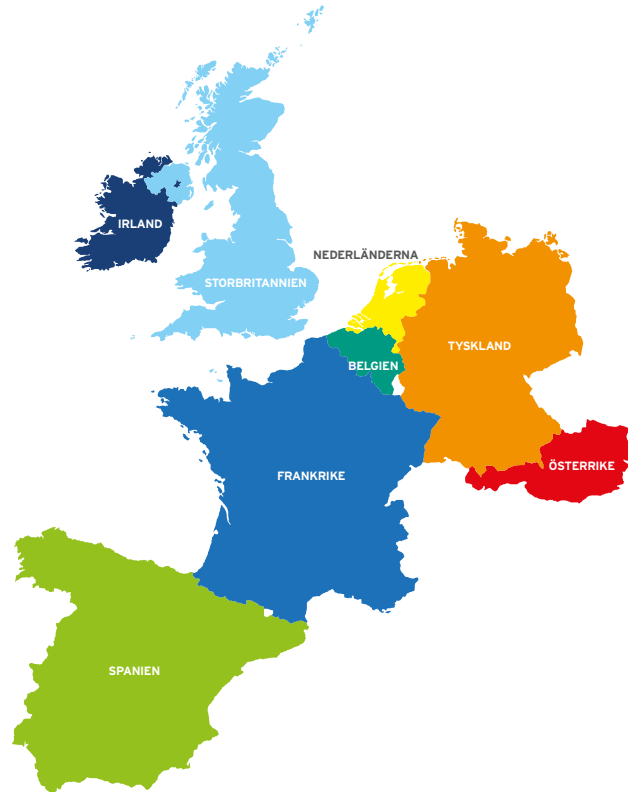 IRLAND
NEDERLÄNDERNA
STORBRITANNIEN
TYSKLAND
BELGIEN
ÖSTERRIKE
FRANKRIKE
SPANIEN